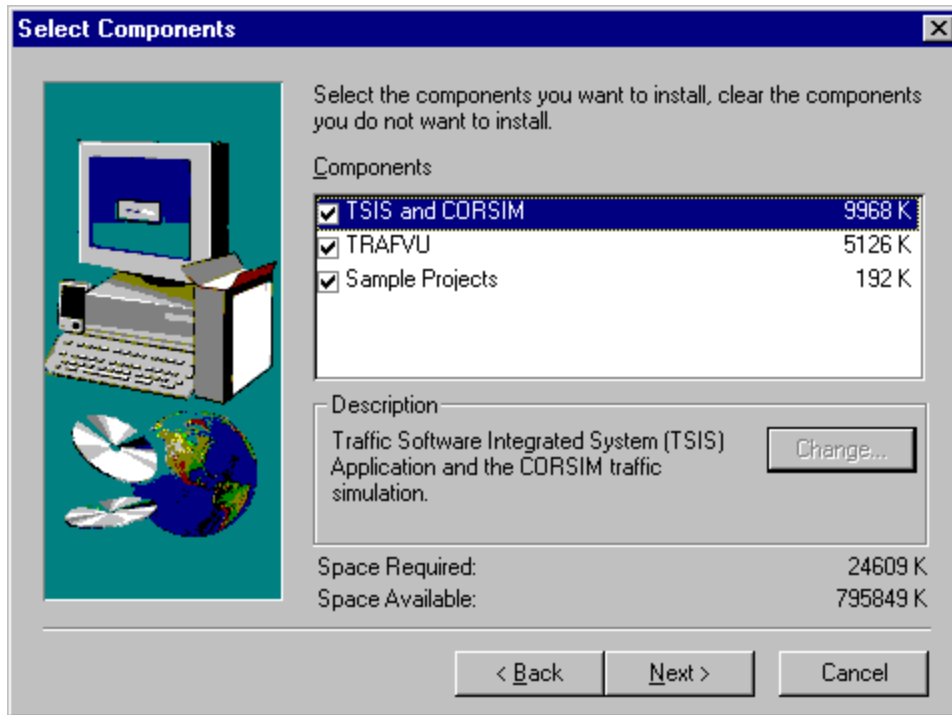 Select Components
Select the components you want to install, clear the components
you do not want to install.
Components
TSIS and CORSIM 9968 K
TRAFVU 5126 K
Sample Projects 192 K
Description
Traffic Software Integrated System (TSIS)
Application and the CORSIM traffic
simulation.
Change...
Space Required: 24609 K
Space Available: 795849 K
< Back Next > Cancel